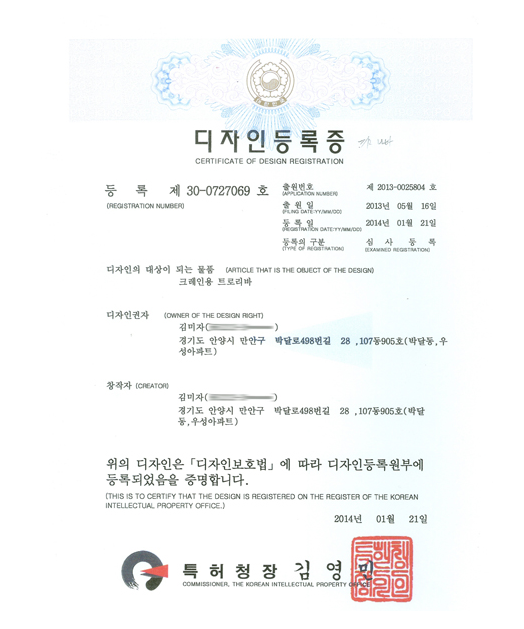 디자인등록증
CERTIFICATE OF DESIGN REGISTRATION
등 록 제 30-0727069 호
(REGISTRATION NUMBER)
출원번호 제 2013-0025804 호
(APPLICATION NUMBER)
출 원 일 2013년 05월 16일
(FILING DATE:YY/MM/DD)
등 록 일 2014년 01월 21일
(REGISTRATION DATE:YY/MM/DD)
등록의 구분 심 사 등 록
(TYPE OF REGISTRATION) (EXAMINED REGISTRATION)
디자인의 대상이 되는 물품 (ARTICLE THAT IS THE OBJECT OF THE DESIGN)
크레인용 트로리바
디자인권자 (OWNER OF THE DESIGN RIGHT)
김미자( )
경기도 안양시 만안구 박달로498번길 28 ,107동905호(박달동,우
성아파트)
창작자 (CREATOR)
김미자( )
경기도 안양시 만안구 박달로498번길 28 ,107동905호(박달
동,우성아파트)
위의 디자인은 「디자인보호법」에 따라 디자인등록원부에
등록되었음을 증명합니다.
(THIS IS TO CERTIFY THAT THE DESIGN IS REGISTERED ON THE REGISTER OF THE KOREAN
INTELLECTUAL PROPERTY OFFICE.)
2014년 01월 21일
특허청장 김영민
COMMISSIONER, THE KOREAN INTELLECTUAL PROPERTY OFFICE